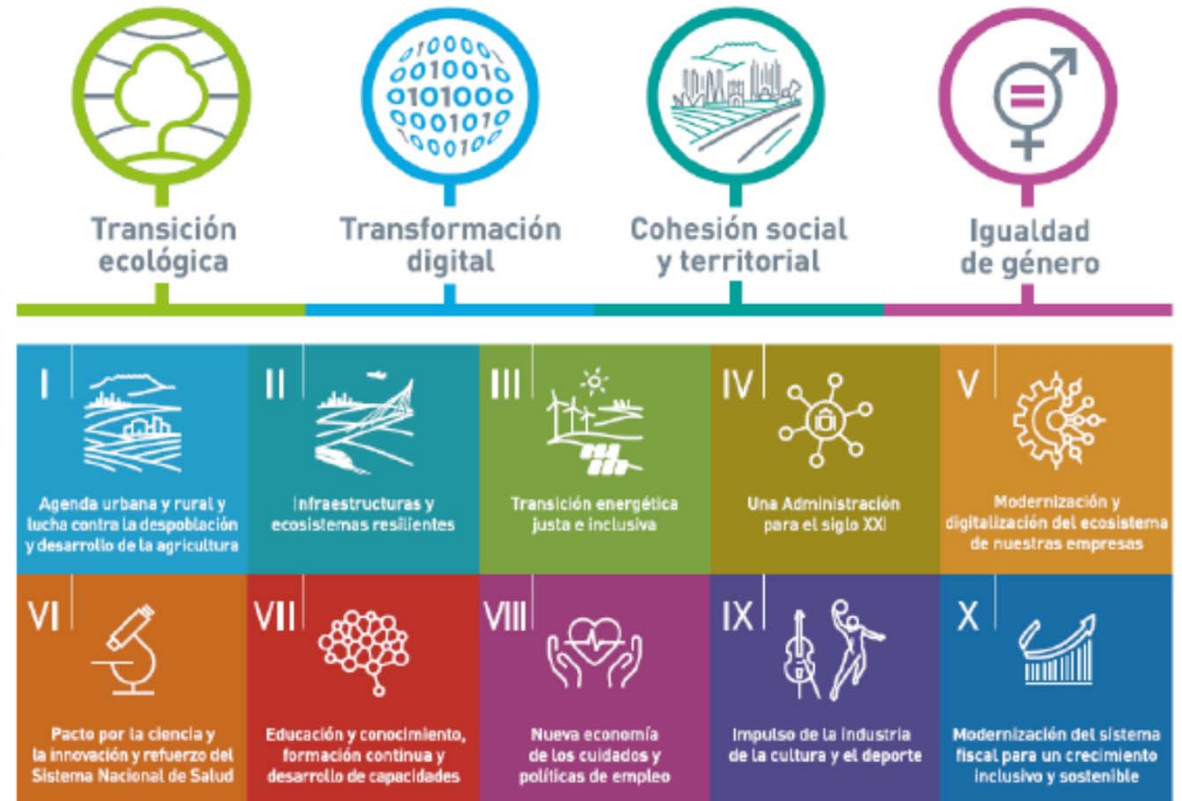 Transición
ecológica
Transformación
digital
Cohesión social
y territorial
Igualdad
de género
I
Agenda urbana y rural y
lucha contra la despoblación
y desarrollo de la agricultura
II
Infraestructuras y
ecosistemas resilientes
III
Transición energética
justa e inclusiva
IV
Una Administración
para el siglo XXI
V
Modernización y
digitalización del ecosistema
de nuestras empresas
VI
Pacto por la ciencia y
la innovación y refuerzo del
Sistema Nacional de Salud
VII
Educación y conocimiento,
formación continua y
desarrollo de capacidades
VIII
Nueva economía
de los cuidados y
políticas de empleo
IX
Impulso de la industria
de la cultura y el deporte
X
Modernización del sistema
fiscal para un crecimiento
inclusivo y sostenible